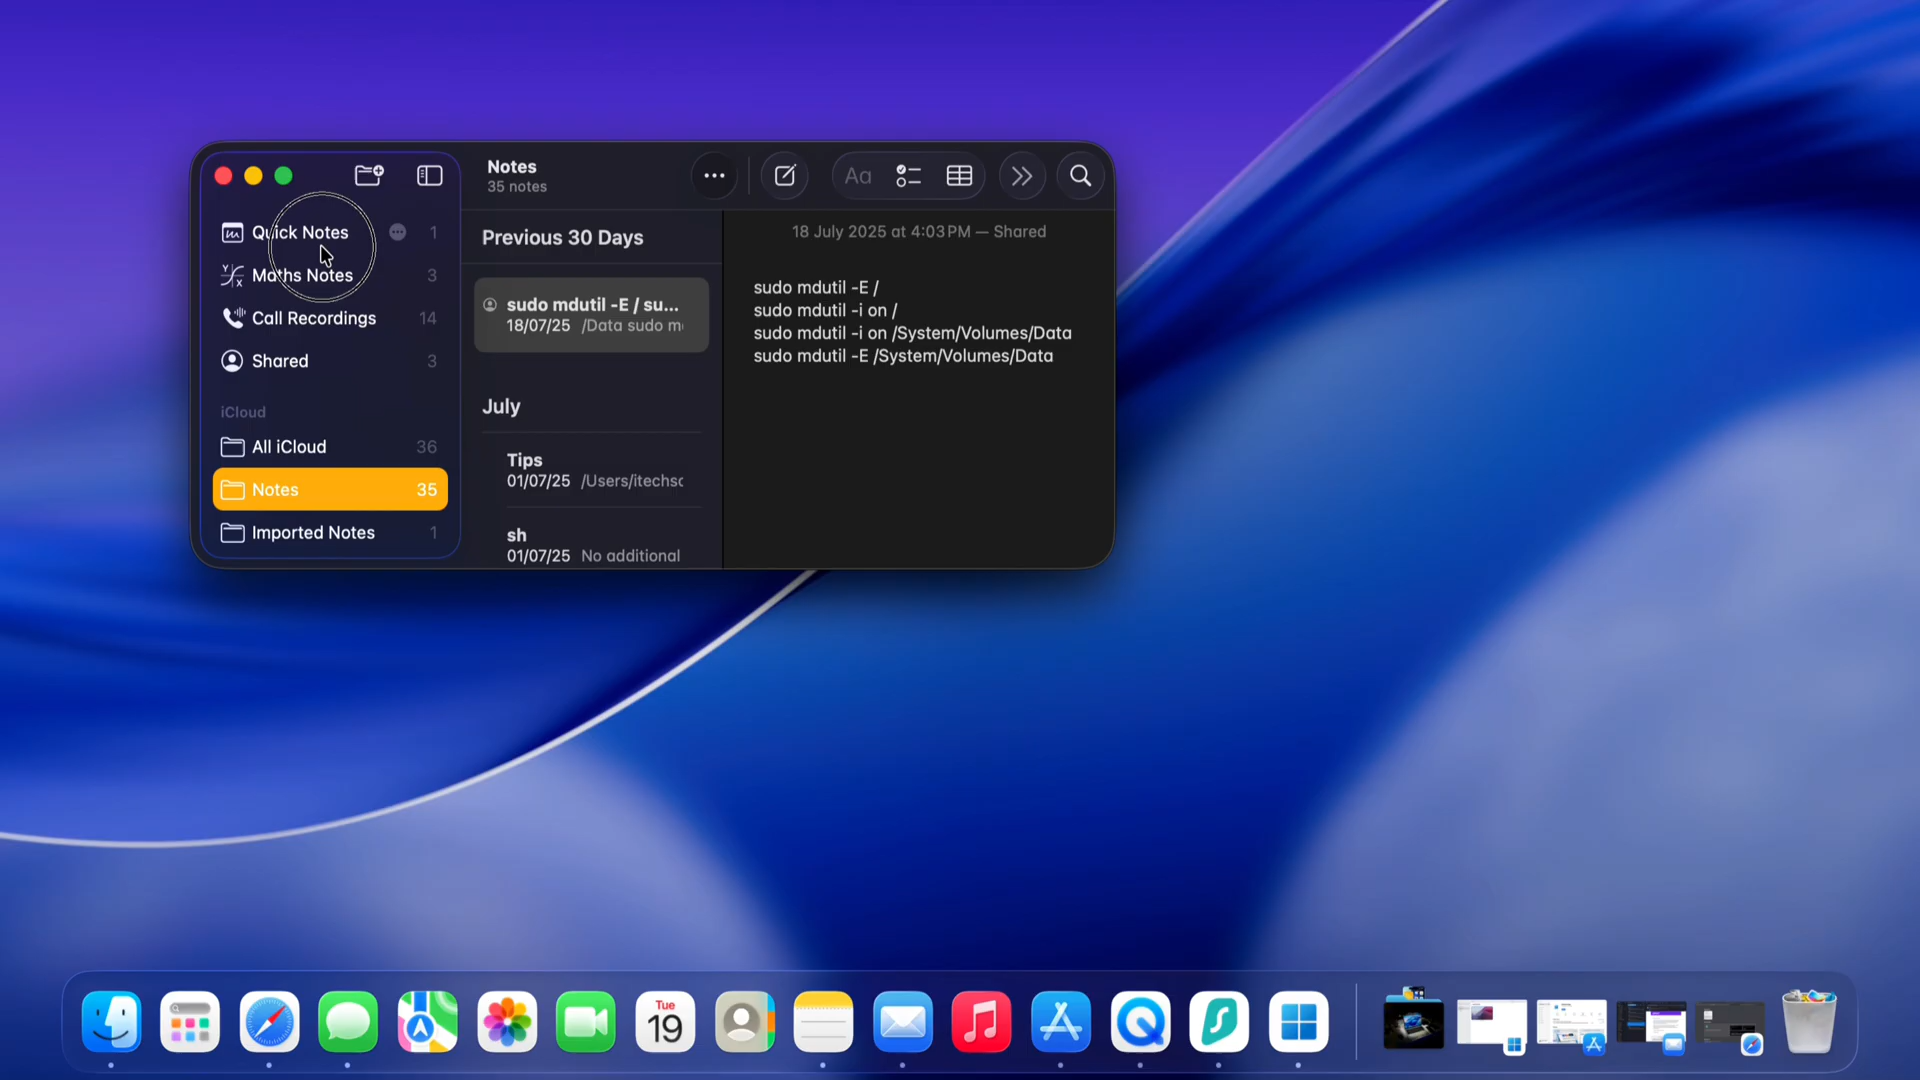 Notes
35 notes
Aa
Quick Notes 1
Maths Notes 3
Call Recordings 14
Shared 3
iCloud
All iCloud 36
Notes 35
Imported Notes 1
Previous 30 Days
sudo mdutil -E / su...
18/07/25 /Data sudo m
July
Tips
01/07/25 /Users/itechsc
sh
01/07/25 No additional
18 July 2025 at 4:03 PM — Shared
sudo mdutil -E /
sudo mdutil -i on /
sudo mdutil -i on /System/Volumes/Data
sudo mdutil -E /System/Volumes/Data
Tue
19